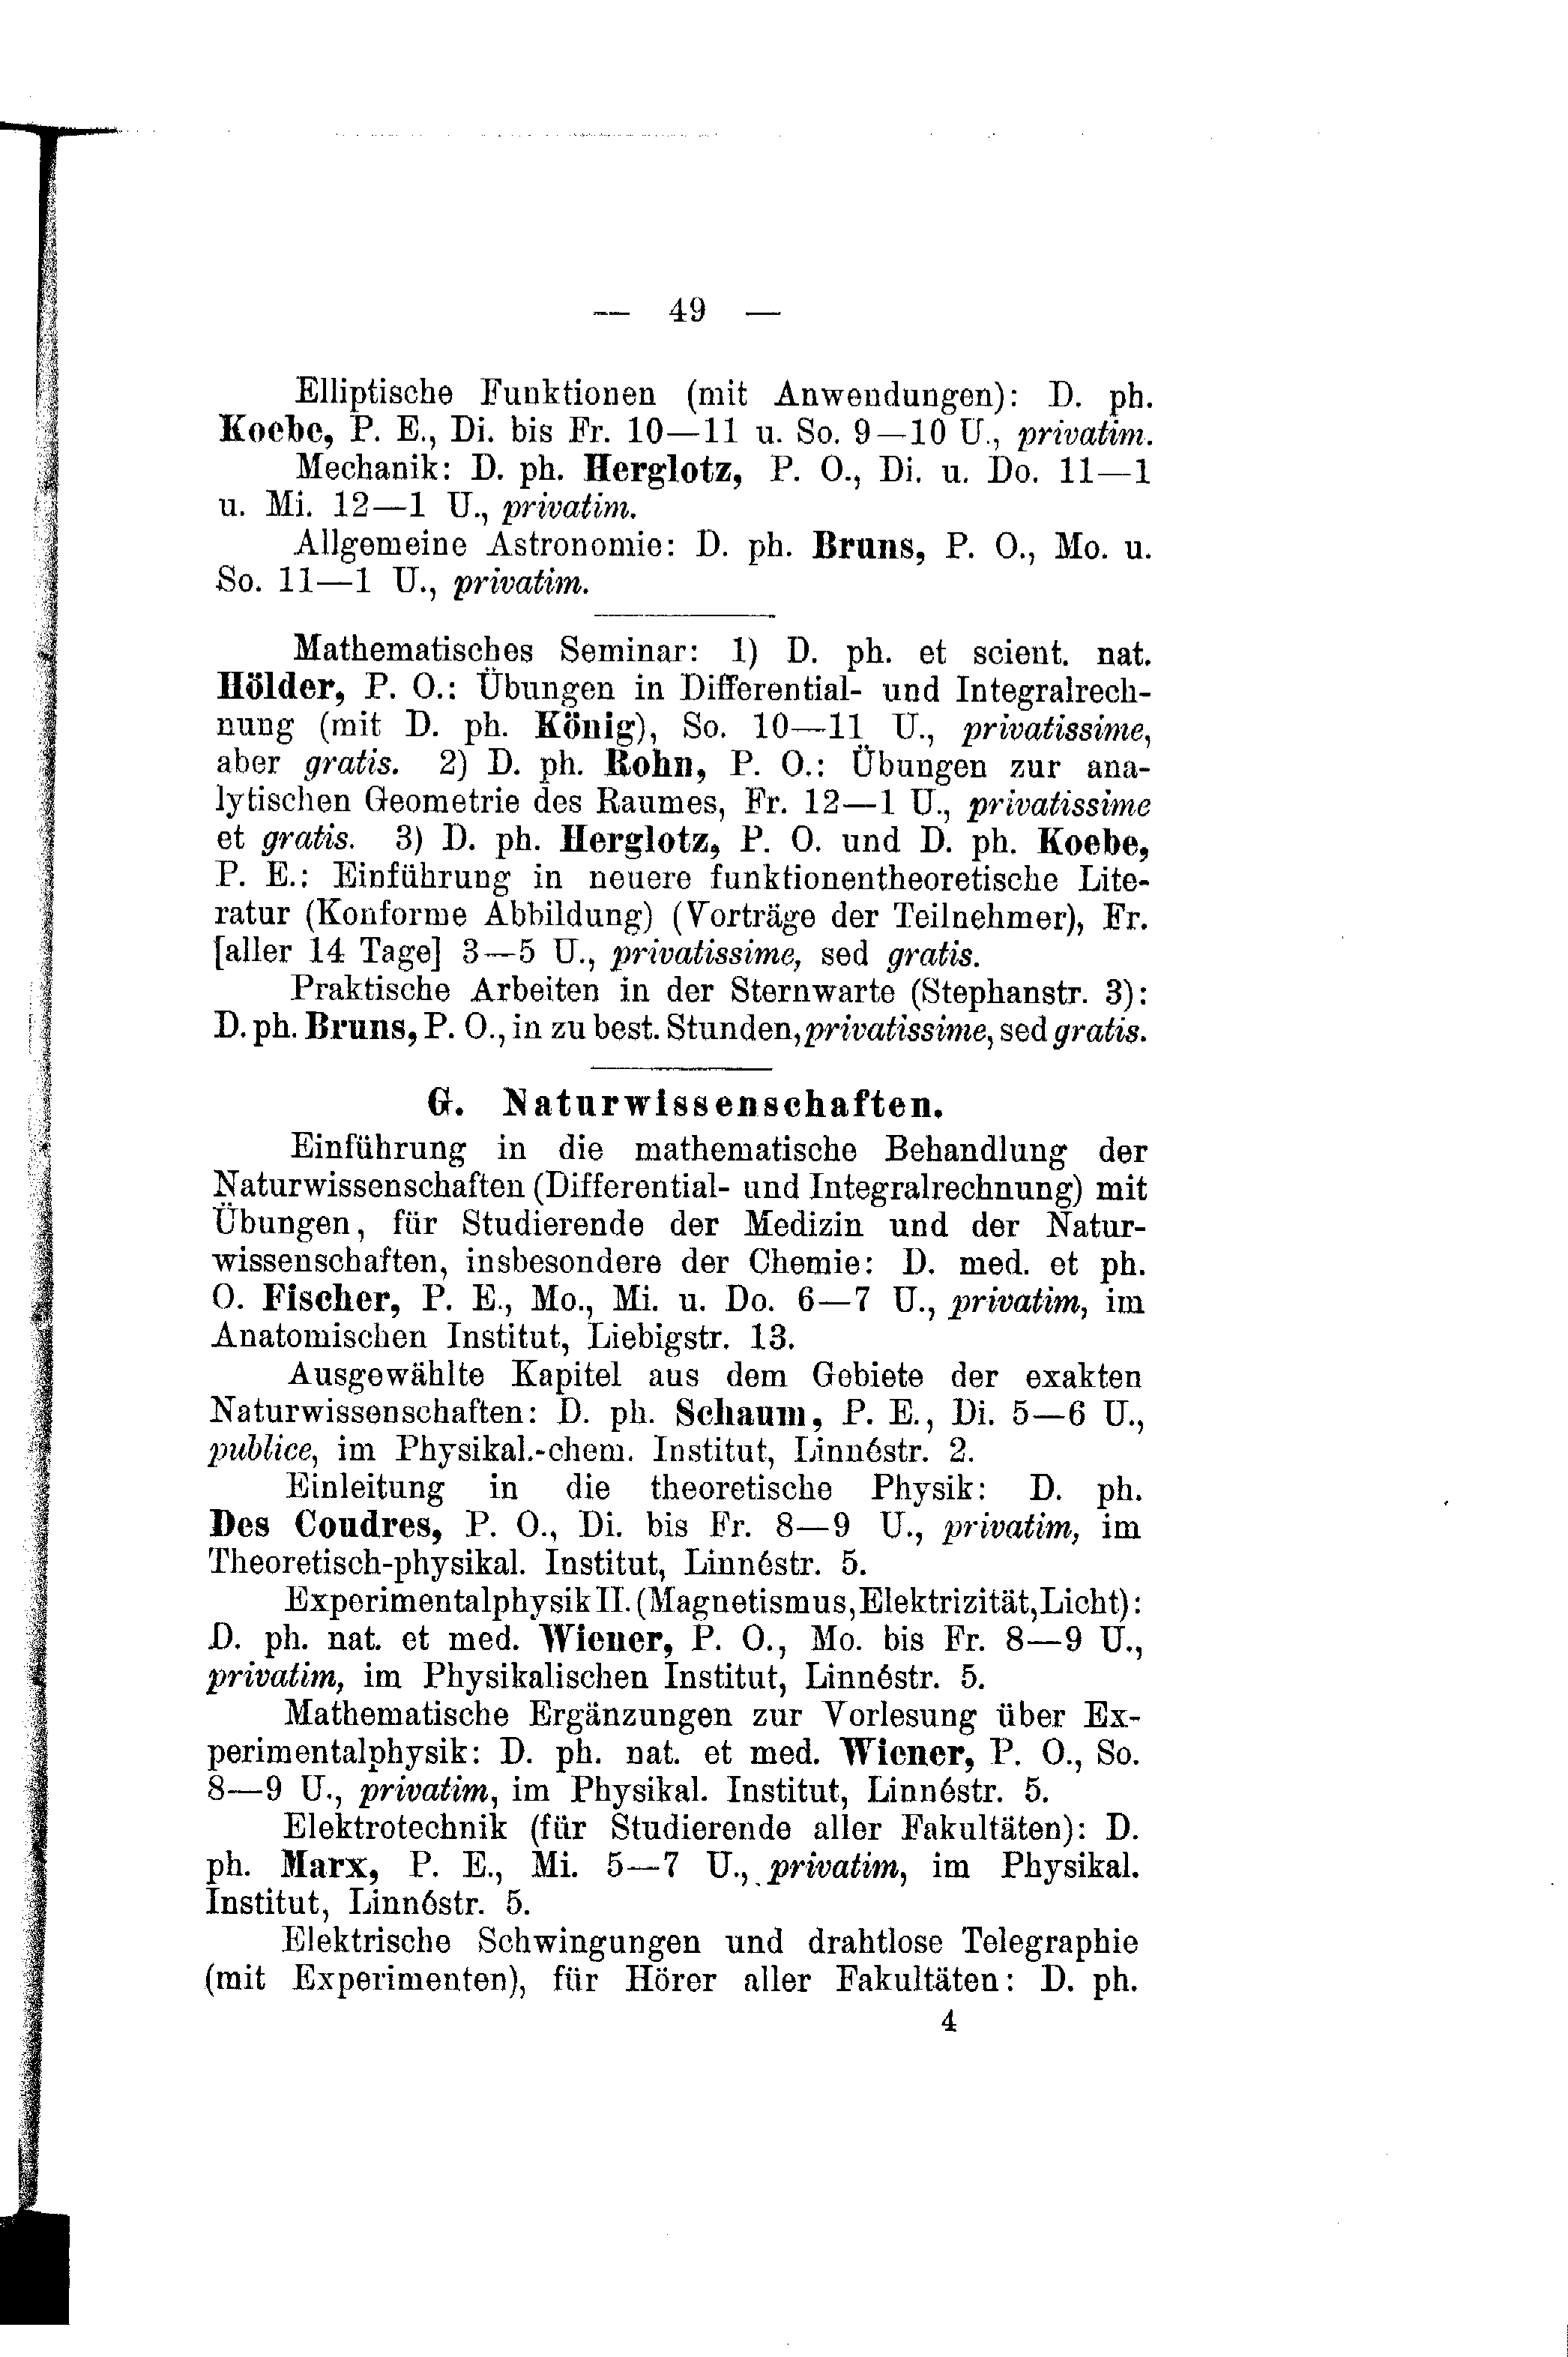 — 49 —
Elliptische Funktionen (mit Anwendungen): D. ph.
Koebe, P. E., Di. bis Fr. 10—11 u. So. 9—10 U., privatim.
Mechanik: D. ph. Herglotz, P. O., Di. u. Do. 11—1
u. Mi. 12—1 U., privatim.
Allgemeine Astronomie: D. ph. Bruns, P. O., Mo. u.
So. 11—1 U., privatim.
Mathematisches Seminar: 1) D. ph. et scient. nat.
Hölder, P. O.: Übungen in Differential- und Integralrech-
nung (mit D. ph. König), So. 10—11 U., privatissime,
aber gratis. 2) D. ph. Rohn, P. O.: Übungen zur ana-
lytischen Geometrie des Raumes, Fr. 12—1 U., privatissime
et gratis. 3) D. ph. Herglotz, P. O. und D. ph. Koebe,
P. E.: Einführung in neuere funktionentheoretische Lite-
ratur (Konforme Abbildung) (Vorträge der Teilnehmer), Fr.
[aller 14 Tage] 3—5 U., privatissime, sed gratis.
Praktische Arbeiten in der Sternwarte (Stephanstr. 3):
D. ph. Bruns, P. O., in zu best. Stunden, privatissime, sed gratis.
G. Naturwissenschaften.
Einführung in die mathematische Behandlung der
Naturwissenschaften (Differential- und Integralrechnung) mit
Übungen, für Studierende der Medizin und der Natur-
wissenschaften, insbesondere der Chemie: D. med. et ph.
O. Fischer, P. E., Mo., Mi. u. Do. 6—7 U., privatim, im
Anatomischen Institut, Liebigstr. 13.
Ausgewählte Kapitel aus dem Gebiete der exakten
Naturwissenschaften: D. ph. Schaum, P. E., Di. 5—6 U.,
publice, im Physikal.-chem. Institut, Linnéstr. 2.
Einleitung in die theoretische Physik: D. ph.
Des Coudres, P. O., Di. bis Fr. 8—9 U., privatim, im
Theoretisch-physikal. Institut, Linnéstr. 5.
Experimentalphysik II. (Magnetismus, Elektrizität, Licht):
D. ph. nat. et med. Wiener, P. O., Mo. bis Fr. 8—9 U.,
privatim, im Physikalischen Institut, Linnéstr. 5.
Mathematische Ergänzungen zur Vorlesung über Ex-
perimentalphysik: D. ph. nat. et med. Wiener, P. O., So.
8—9 U., privatim, im Physikal. Institut, Linnéstr. 5.
Elektrotechnik (für Studierende aller Fakultäten): D.
ph. Marx, P. E., Mi. 5—7 U., privatim, im Physikal.
Institut, Linnéstr. 5.
Elektrische Schwingungen und drahtlose Telegraphie
(mit Experimenten), für Hörer aller Fakultäten: D. ph.
4